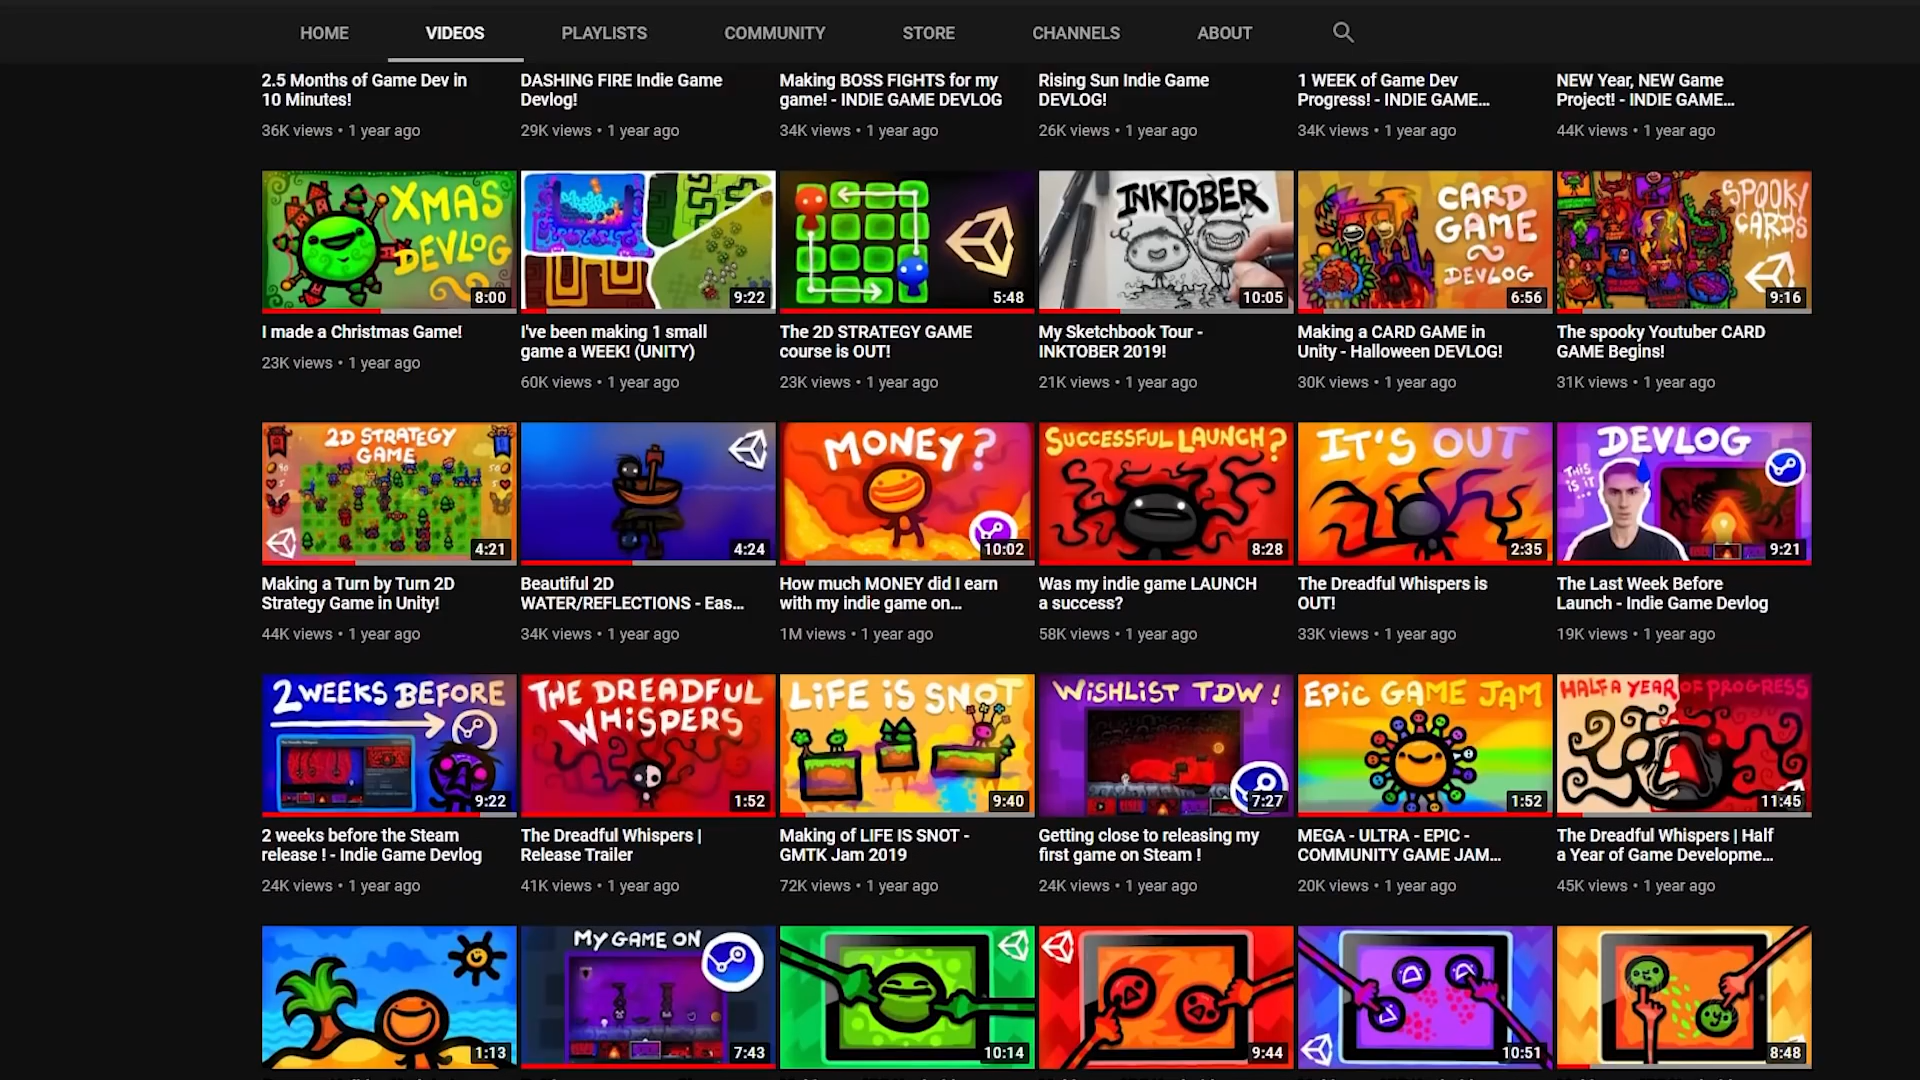 HOME VIDEOS PLAYLISTS COMMUNITY STORE CHANNELS ABOUT
2.5 Months of Game Dev in
10 Minutes!
36K views • 1 year ago
DASHING FIRE Indie Game
Devlog!
29K views • 1 year ago
Making BOSS FIGHTS for my
game! - INDIE GAME DEVLOG
34K views • 1 year ago
Rising Sun Indie Game
DEVLOG!
26K views • 1 year ago
1 WEEK of Game Dev
Progress! - INDIE GAME...
34K views • 1 year ago
NEW Year, NEW Game
Project! - INDIE GAME...
44K views • 1 year ago
XMAS
DEVLOG
8:00
I made a Christmas Game!
23K views • 1 year ago
9:22
I've been making 1 small
game a WEEK! (UNITY)
60K views • 1 year ago
5:48
The 2D STRATEGY GAME
course is OUT!
23K views • 1 year ago
INKTOBER
10:05
My Sketchbook Tour -
INKTOBER 2019!
21K views • 1 year ago
CARD
GAME
DEVLOG
6:56
Making a CARD GAME in
Unity - Halloween DEVLOG!
30K views • 1 year ago
SPOOKY
CARDS
9:16
The spooky Youtuber CARD
GAME Begins!
31K views • 1 year ago
2D STRATEGY
GAME
4:21
Making a Turn by Turn 2D
Strategy Game in Unity!
44K views • 1 year ago
4:24
Beautiful 2D
WATER/REFLECTIONS - Eas...
34K views • 1 year ago
MONEY?
10:02
How much MONEY did I earn
with my indie game on...
1M views • 1 year ago
SUCCESSFUL LAUNCH?
8:28
Was my indie game LAUNCH
a success?
58K views • 1 year ago
IT'S OUT
2:35
The Dreadful Whispers is
OUT!
33K views • 1 year ago
DEVLOG
THIS
IS IT
...
9:21
The Last Week Before
Launch - Indie Game Devlog
19K views • 1 year ago
2 WEEKS BEFORE
9:22
2 weeks before the Steam
release ! - Indie Game Devlog
24K views • 1 year ago
THE DREADFUL
WHISPERS
1:52
The Dreadful Whispers |
Release Trailer
41K views • 1 year ago
LIFE IS SNOT
9:40
Making of LIFE IS SNOT -
GMTK Jam 2019
72K views • 1 year ago
WISHLIST TDW !
7:27
Getting close to releasing my
first game on Steam !
24K views • 1 year ago
EPIC GAME JAM
1:52
MEGA - ULTRA - EPIC -
COMMUNITY GAME JAM...
20K views • 1 year ago
HALF A YEAR OF PROGRESS
11:45
The Dreadful Whispers | Half
a Year of Game Developme...
45K views • 1 year ago
1:13
MY GAME ON
7:43
10:14
9:44
10:51
8:48